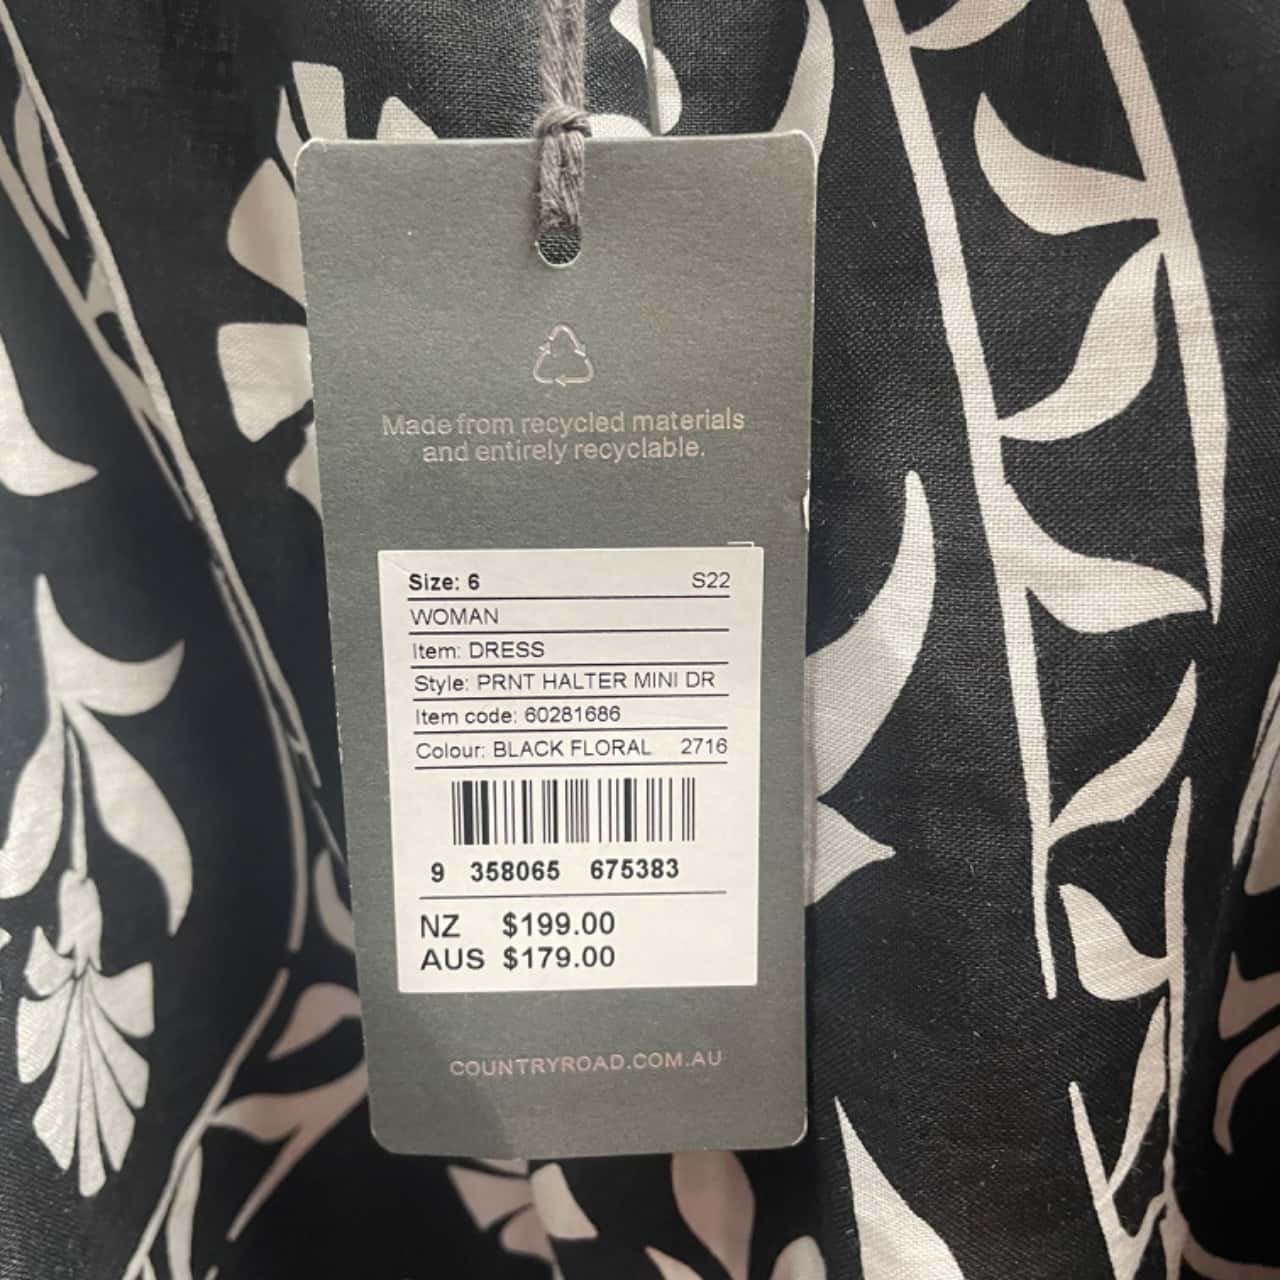 Made from recycled materials
and entirely recyclable.
Size: 6 S22
WOMAN
Item: DRESS
Style: PRNT HALTER MINI DR
Item code: 60281686
Colour: BLACK FLORAL 2716
9 358065 675383
NZ $199.00
AUS $179.00
COUNTRYROAD.COM.AU